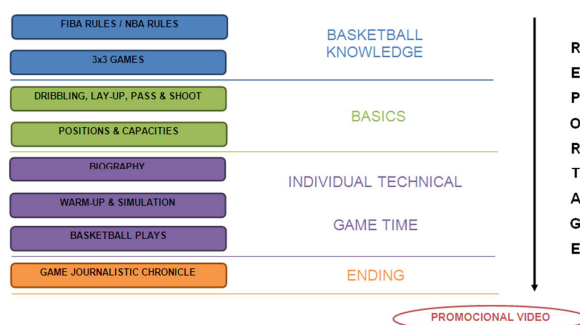 FIBA RULES / NBA RULES
3x3 GAMES
BASKETBALL
KNOWLEDGE
DRIBBLING, LAY-UP, PASS & SHOOT
POSITIONS & CAPACITIES
BASICS
BIOGRAPHY
WARM-UP & SIMULATION
BASKETBALL PLAYS
INDIVIDUAL TECHNICAL
GAME TIME
GAME JOURNALISTIC CHRONICLE
ENDING
R
E
P
O
R
T
A
G
E
PROMOCIONAL VIDEO